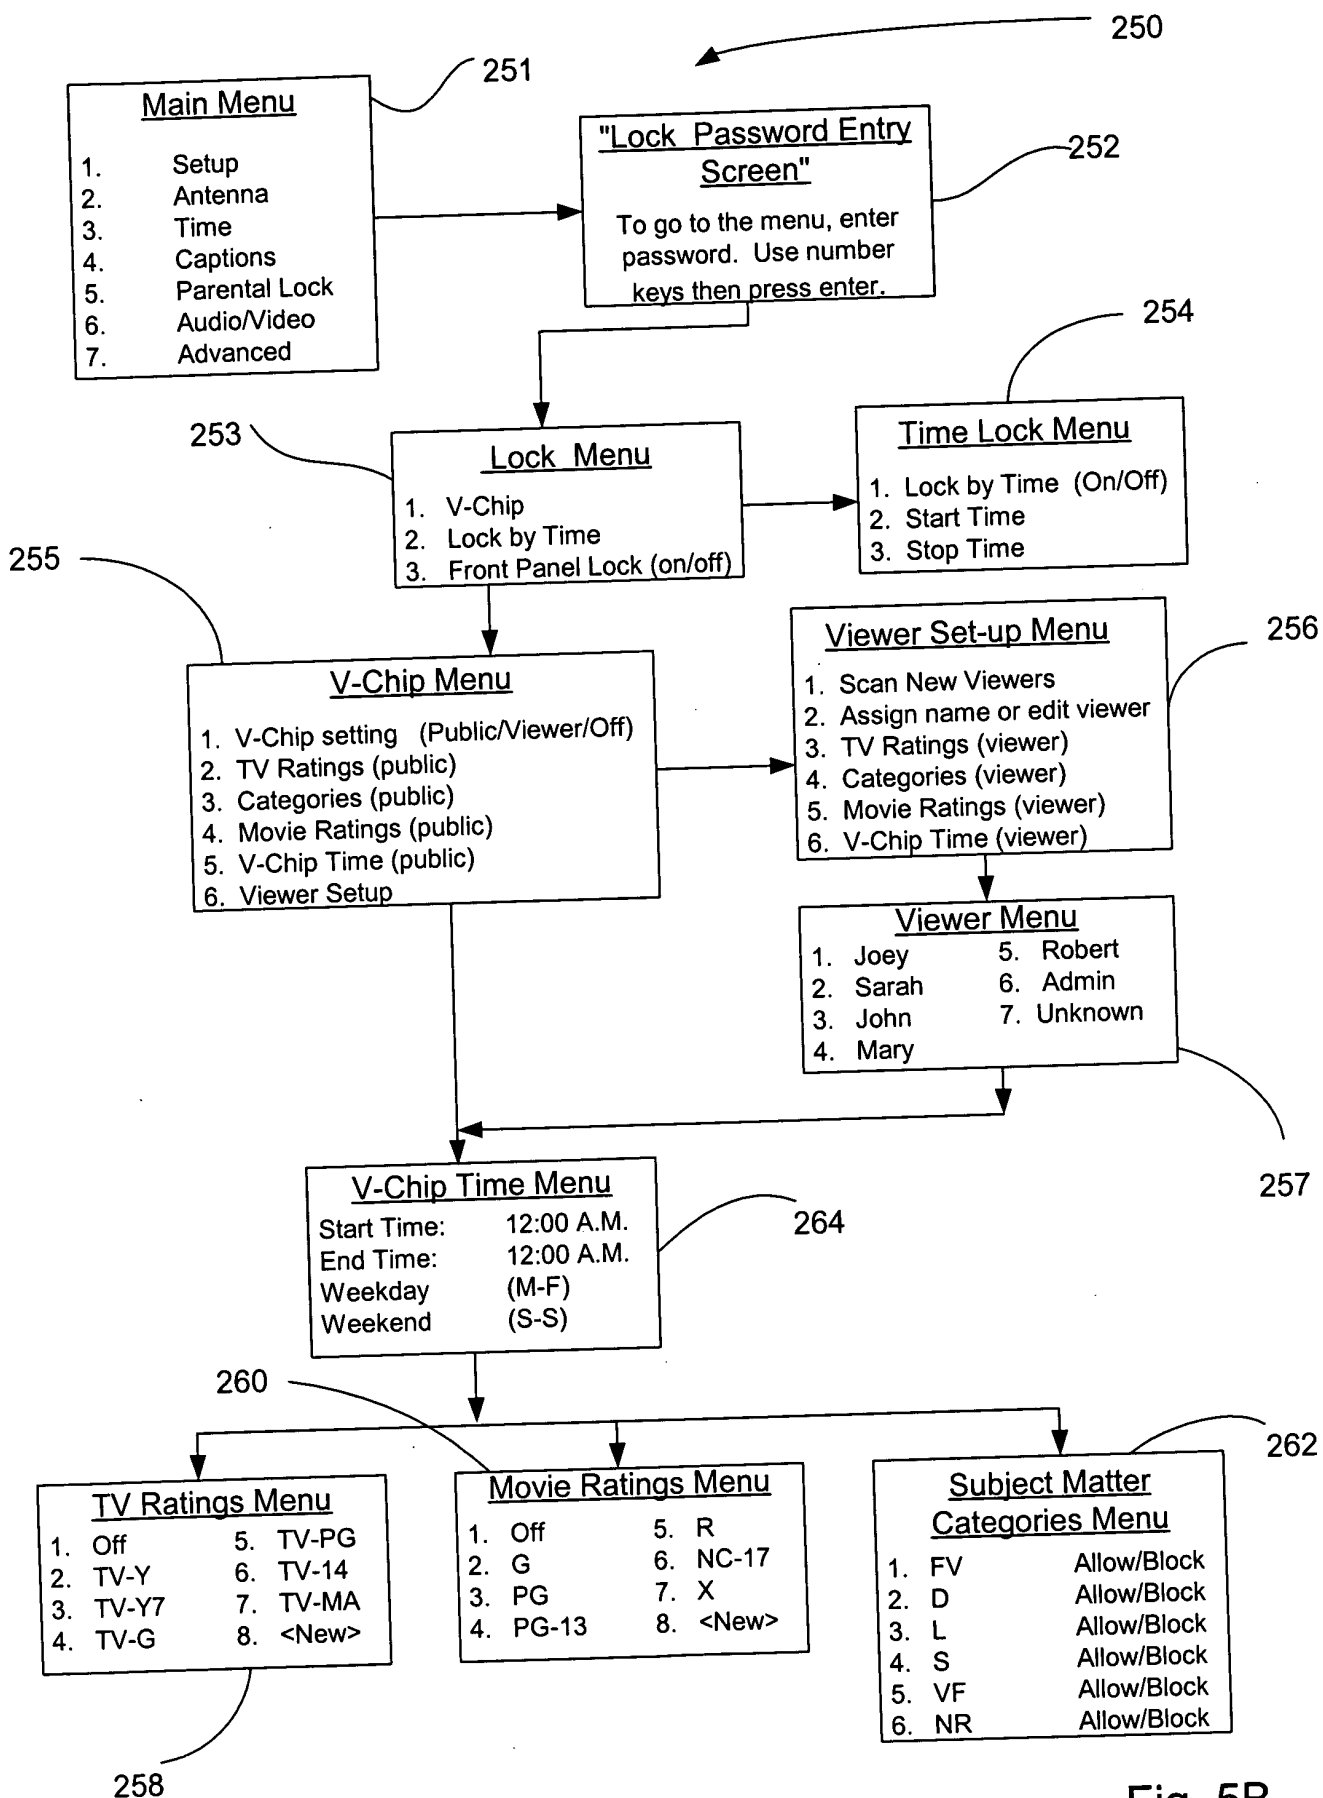 250
251
Main Menu
1. Setup
2. Antenna
3. Time
4. Captions
5. Parental Lock
6. Audio/Video
7. Advanced
252
"Lock Password Entry
Screen"
To go to the menu, enter
password. Use number
keys then press enter.
253
Lock Menu
1. V-Chip
2. Lock by Time
3. Front Panel Lock (on/off)
254
Time Lock Menu
1. Lock by Time (On/Off)
2. Start Time
3. Stop Time
255
V-Chip Menu
1. V-Chip setting (Public/Viewer/Off)
2. TV Ratings (public)
3. Categories (public)
4. Movie Ratings (public)
5. V-Chip Time (public)
6. Viewer Setup
256
Viewer Set-up Menu
1. Scan New Viewers
2. Assign name or edit viewer
3. TV Ratings (viewer)
4. Categories (viewer)
5. Movie Ratings (viewer)
6. V-Chip Time (viewer)
Viewer Menu
1. Joey 5. Robert
2. Sarah 6. Admin
3. John 7. Unknown
4. Mary
257
V-Chip Time Menu
Start Time: 12:00 A.M.
End Time: 12:00 A.M.
Weekday (M-F)
Weekend (S-S)
264
TV Ratings Menu
1. Off 5. TV-PG
2. TV-Y 6. TV-14
3. TV-Y7 7. TV-MA
4. TV-G 8. <New>
258
260
Movie Ratings Menu
1. Off 5. R
2. G 6. NC-17
3. PG 7. X
4. PG-13 8. <New>
262
Subject Matter
Categories Menu
1. FV Allow/Block
2. D Allow/Block
3. L Allow/Block
4. S Allow/Block
5. VF Allow/Block
6. NR Allow/Block
Fig. 5B